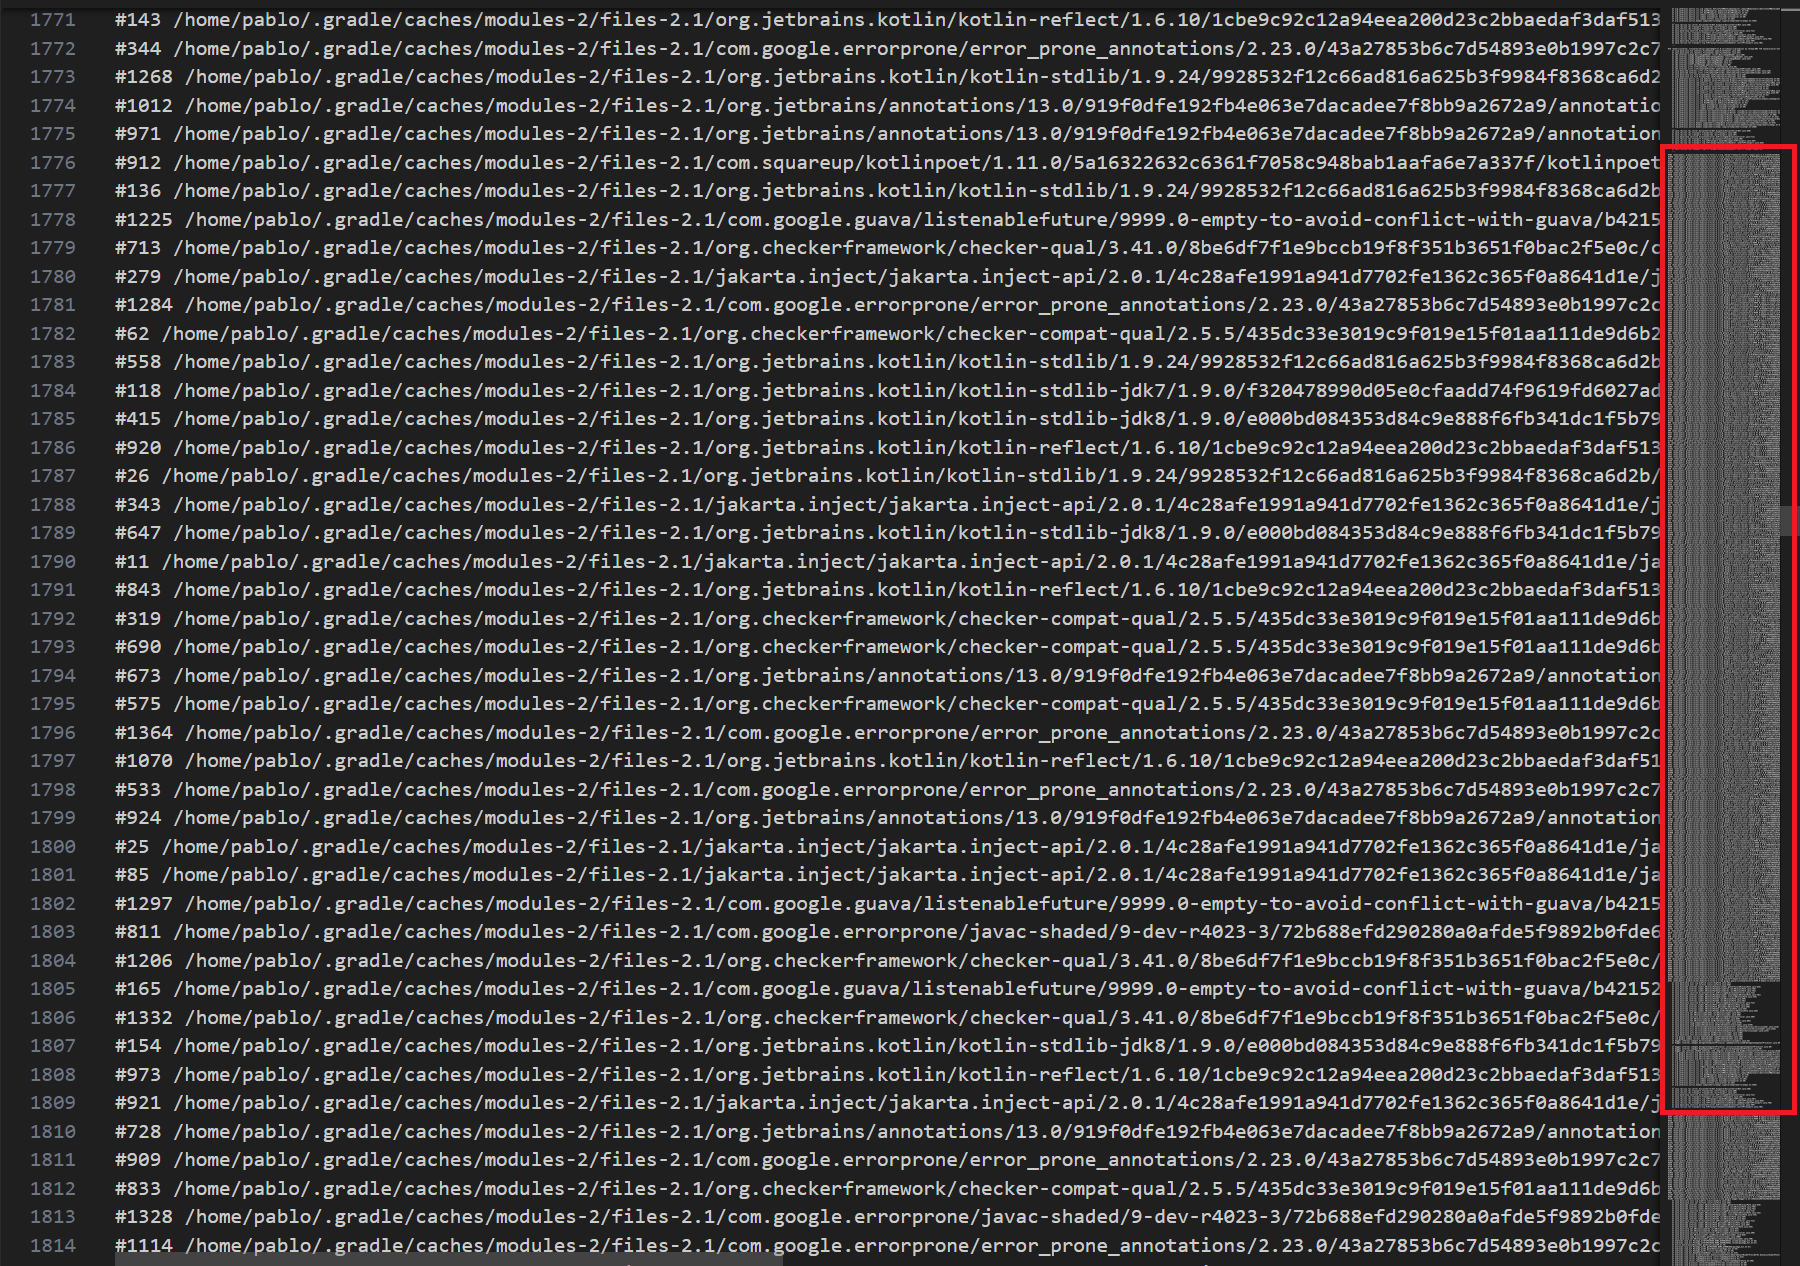 1771 #143 /home/pablo/.gradle/caches/modules-2/files-2.1/org.jetbrains.kotlin/kotlin-reflect/1.6.10/1cbe9c92c12a94eea200d23c2bbaedaf3daf513
1772 #344 /home/pablo/.gradle/caches/modules-2/files-2.1/com.google.errorprone/error_prone_annotations/2.23.0/43a27853b6c7d54893e0b1997c2c7
1773 #1268 /home/pablo/.gradle/caches/modules-2/files-2.1/org.jetbrains.kotlin/kotlin-stdlib/1.9.24/9928532f12c66ad816a625b3f9984f8368ca6d2
1774 #1012 /home/pablo/.gradle/caches/modules-2/files-2.1/org.jetbrains/annotations/13.0/919f0dfe192fb4e063e7dacadee7f8bb9a2672a9/annotatio
1775 #971 /home/pablo/.gradle/caches/modules-2/files-2.1/org.jetbrains/annotations/13.0/919f0dfe192fb4e063e7dacadee7f8bb9a2672a9/annotation
1776 #912 /home/pablo/.gradle/caches/modules-2/files-2.1/com.squareup/kotlinpoet/1.11.0/5a16322632c6361f7058c948bab1aafa6e7a337f/kotlinpoet
1777 #136 /home/pablo/.gradle/caches/modules-2/files-2.1/org.jetbrains.kotlin/kotlin-stdlib/1.9.24/9928532f12c66ad816a625b3f9984f8368ca6d2b
1778 #1225 /home/pablo/.gradle/caches/modules-2/files-2.1/com.google.guava/listenablefuture/9999.0-empty-to-avoid-conflict-with-guava/b4215
1779 #713 /home/pablo/.gradle/caches/modules-2/files-2.1/org.checkerframework/checker-qual/3.41.0/8be6df7f1e9bccb19f8f351b3651f0bac2f5e0c/c
1780 #279 /home/pablo/.gradle/caches/modules-2/files-2.1/jakarta.inject/jakarta.inject-api/2.0.1/4c28afe1991a941d7702fe1362c365f0a8641d1e/j
1781 #1284 /home/pablo/.gradle/caches/modules-2/files-2.1/com.google.errorprone/error_prone_annotations/2.23.0/43a27853b6c7d54893e0b1997c2c
1782 #62 /home/pablo/.gradle/caches/modules-2/files-2.1/org.checkerframework/checker-compat-qual/2.5.5/435dc33e3019c9f019e15f01aa111de9d6b2
1783 #558 /home/pablo/.gradle/caches/modules-2/files-2.1/org.jetbrains.kotlin/kotlin-stdlib/1.9.24/9928532f12c66ad816a625b3f9984f8368ca6d2b
1784 #118 /home/pablo/.gradle/caches/modules-2/files-2.1/org.jetbrains.kotlin/kotlin-stdlib-jdk7/1.9.0/f320478990d05e0cfaadd74f9619fd6027ad
1785 #415 /home/pablo/.gradle/caches/modules-2/files-2.1/org.jetbrains.kotlin/kotlin-stdlib-jdk8/1.9.0/e000bd084353d84c9e888f6fb341dc1f5b79
1786 #920 /home/pablo/.gradle/caches/modules-2/files-2.1/org.jetbrains.kotlin/kotlin-reflect/1.6.10/1cbe9c92c12a94eea200d23c2bbaedaf3daf513
1787 #26 /home/pablo/.gradle/caches/modules-2/files-2.1/org.jetbrains.kotlin/kotlin-stdlib/1.9.24/9928532f12c66ad816a625b3f9984f8368ca6d2b/
1788 #343 /home/pablo/.gradle/caches/modules-2/files-2.1/jakarta.inject/jakarta.inject-api/2.0.1/4c28afe1991a941d7702fe1362c365f0a8641d1e/j
1789 #647 /home/pablo/.gradle/caches/modules-2/files-2.1/org.jetbrains.kotlin/kotlin-stdlib-jdk8/1.9.0/e000bd084353d84c9e888f6fb341dc1f5b79
1790 #11 /home/pablo/.gradle/caches/modules-2/files-2.1/jakarta.inject/jakarta.inject-api/2.0.1/4c28afe1991a941d7702fe1362c365f0a8641d1e/ja
1791 #843 /home/pablo/.gradle/caches/modules-2/files-2.1/org.jetbrains.kotlin/kotlin-reflect/1.6.10/1cbe9c92c12a94eea200d23c2bbaedaf3daf513
1792 #319 /home/pablo/.gradle/caches/modules-2/files-2.1/org.checkerframework/checker-compat-qual/2.5.5/435dc33e3019c9f019e15f01aa111de9d6b
1793 #690 /home/pablo/.gradle/caches/modules-2/files-2.1/org.checkerframework/checker-compat-qual/2.5.5/435dc33e3019c9f019e15f01aa111de9d6b
1794 #673 /home/pablo/.gradle/caches/modules-2/files-2.1/org.jetbrains/annotations/13.0/919f0dfe192fb4e063e7dacadee7f8bb9a2672a9/annotation
1795 #575 /home/pablo/.gradle/caches/modules-2/files-2.1/org.checkerframework/checker-compat-qual/2.5.5/435dc33e3019c9f019e15f01aa111de9d6b
1796 #1364 /home/pablo/.gradle/caches/modules-2/files-2.1/com.google.errorprone/error_prone_annotations/2.23.0/43a27853b6c7d54893e0b1997c2c
1797 #1070 /home/pablo/.gradle/caches/modules-2/files-2.1/org.jetbrains.kotlin/kotlin-reflect/1.6.10/1cbe9c92c12a94eea200d23c2bbaedaf3daf51
1798 #533 /home/pablo/.gradle/caches/modules-2/files-2.1/com.google.errorprone/error_prone_annotations/2.23.0/43a27853b6c7d54893e0b1997c2c7
1799 #924 /home/pablo/.gradle/caches/modules-2/files-2.1/org.jetbrains/annotations/13.0/919f0dfe192fb4e063e7dacadee7f8bb9a2672a9/annotation
1800 #25 /home/pablo/.gradle/caches/modules-2/files-2.1/jakarta.inject/jakarta.inject-api/2.0.1/4c28afe1991a941d7702fe1362c365f0a8641d1e/ja
1801 #85 /home/pablo/.gradle/caches/modules-2/files-2.1/jakarta.inject/jakarta.inject-api/2.0.1/4c28afe1991a941d7702fe1362c365f0a8641d1e/ja
1802 #1297 /home/pablo/.gradle/caches/modules-2/files-2.1/com.google.guava/listenablefuture/9999.0-empty-to-avoid-conflict-with-guava/b4215
1803 #811 /home/pablo/.gradle/caches/modules-2/files-2.1/com.google.errorprone/javac-shaded/9-dev-r4023-3/72b688efd290280a0afde5f9892b0fde6
1804 #1206 /home/pablo/.gradle/caches/modules-2/files-2.1/org.checkerframework/checker-qual/3.41.0/8be6df7f1e9bccb19f8f351b3651f0bac2f5e0c/
1805 #165 /home/pablo/.gradle/caches/modules-2/files-2.1/com.google.guava/listenablefuture/9999.0-empty-to-avoid-conflict-with-guava/b42152
1806 #1332 /home/pablo/.gradle/caches/modules-2/files-2.1/org.checkerframework/checker-qual/3.41.0/8be6df7f1e9bccb19f8f351b3651f0bac2f5e0c/
1807 #154 /home/pablo/.gradle/caches/modules-2/files-2.1/org.jetbrains.kotlin/kotlin-stdlib-jdk8/1.9.0/e000bd084353d84c9e888f6fb341dc1f5b79
1808 #973 /home/pablo/.gradle/caches/modules-2/files-2.1/org.jetbrains.kotlin/kotlin-reflect/1.6.10/1cbe9c92c12a94eea200d23c2bbaedaf3daf513
1809 #921 /home/pablo/.gradle/caches/modules-2/files-2.1/jakarta.inject/jakarta.inject-api/2.0.1/4c28afe1991a941d7702fe1362c365f0a8641d1e/j
1810 #728 /home/pablo/.gradle/caches/modules-2/files-2.1/org.jetbrains/annotations/13.0/919f0dfe192fb4e063e7dacadee7f8bb9a2672a9/annotation
1811 #909 /home/pablo/.gradle/caches/modules-2/files-2.1/com.google.errorprone/error_prone_annotations/2.23.0/43a27853b6c7d54893e0b1997c2c7
1812 #833 /home/pablo/.gradle/caches/modules-2/files-2.1/org.checkerframework/checker-compat-qual/2.5.5/435dc33e3019c9f019e15f01aa111de9d6b
1813 #1328 /home/pablo/.gradle/caches/modules-2/files-2.1/com.google.errorprone/javac-shaded/9-dev-r4023-3/72b688efd290280a0afde5f9892b0fde
1814 #1114 /home/pablo/.gradle/caches/modules-2/files-2.1/com.google.errorprone/error_prone_annotations/2.23.0/43a27853b6c7d54893e0b1997c2c